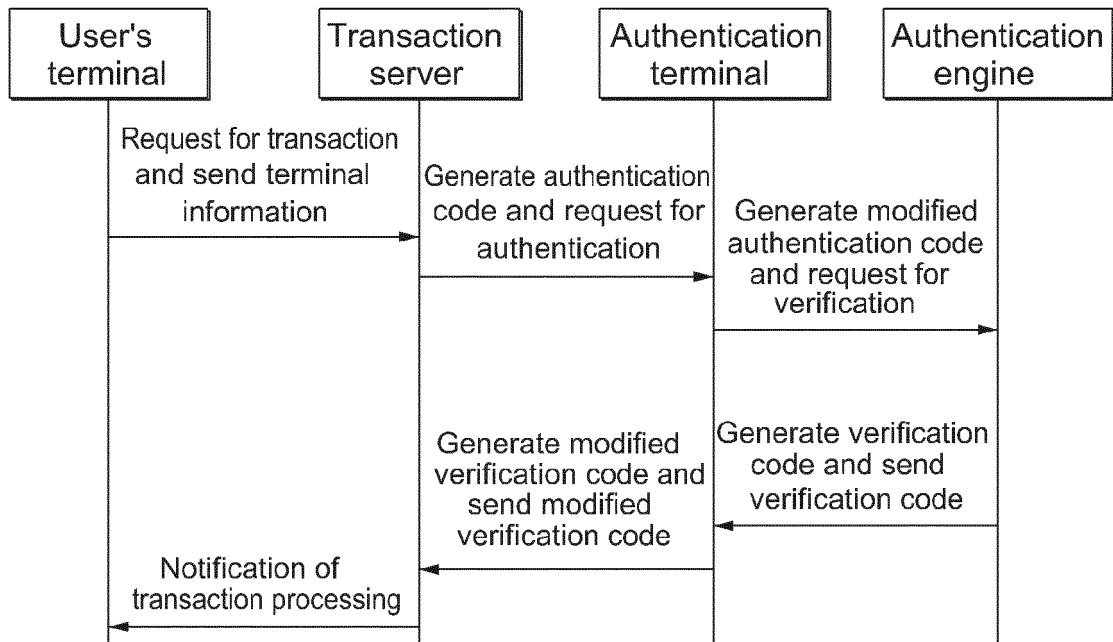 User's
terminal
Transaction
server
Authentication
terminal
Authentication
engine
Request for transaction
and send terminal
information
Generate authentication
code and request for
authentication
Generate modified
authentication code
and request for
verification
Generate verification
code and send
verification code
Generate modified
verification code and
send modified
verification code
Notification of
transaction processing